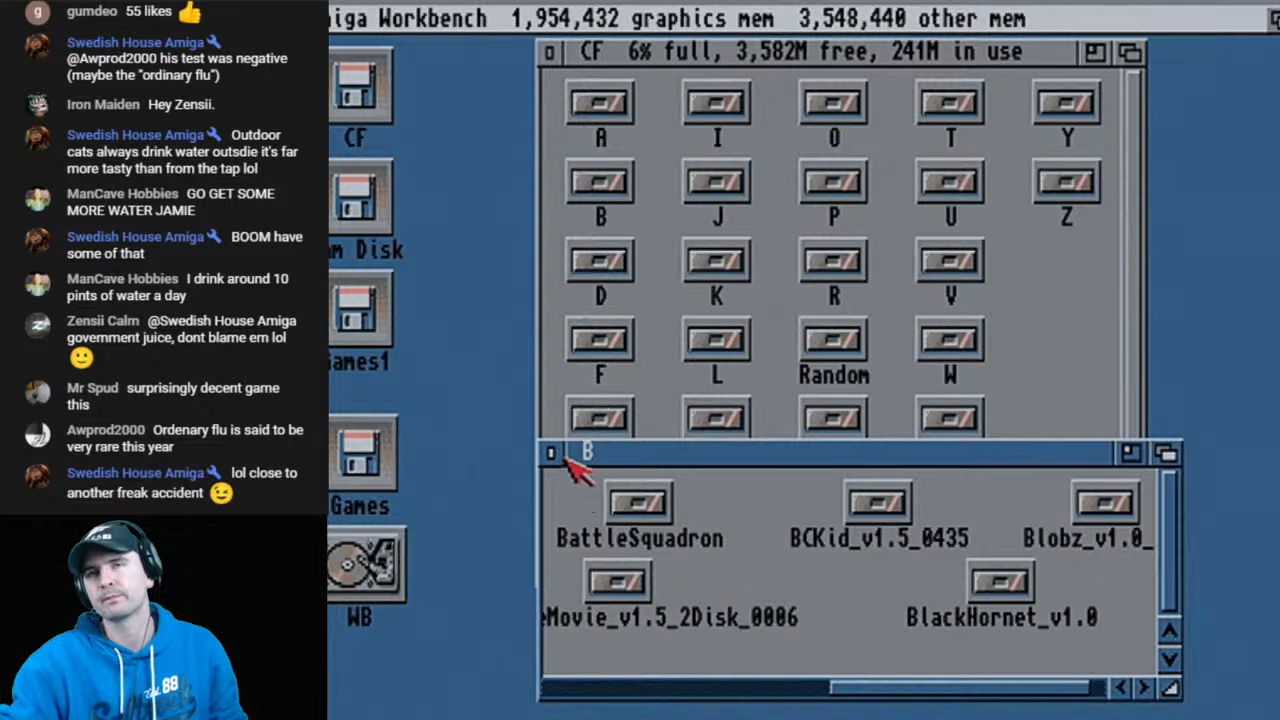 gumdeo 55 likes
Swedish House Amiga
@Awprod2000 his test was negative
(maybe the "ordinary flu")
Iron Maiden Hey Zensii.
Swedish House Amiga Outdoor
cats always drink water outsdie it's far
more tasty than from the tap lol
ManCave Hobbies GO GET SOME
MORE WATER JAMIE
Swedish House Amiga BOOM have
some of that
ManCave Hobbies I drink around 10
pints of water a day
Zensii Calm @Swedish House Amiga
government juice, dont blame em lol
Mr Spud surprisingly decent game
this
Awprod2000 Ordenary flu is said to be
very rare this year
Swedish House Amiga lol close to
another freak accident
88
iga Workbench 1,954,432 graphics mem 3,548,440 other mem
CF
m Disk
ames1
Games
WB
CF 6% full, 3,582M free, 241M in use
A I O T Y
B J P U Z
D K R V
F L Random W
B
BattleSquadron BCKid_v1.5_0435 Blobz_v1.0_
eMovie_v1.5_2Disk_0006 BlackHornet_v1.0